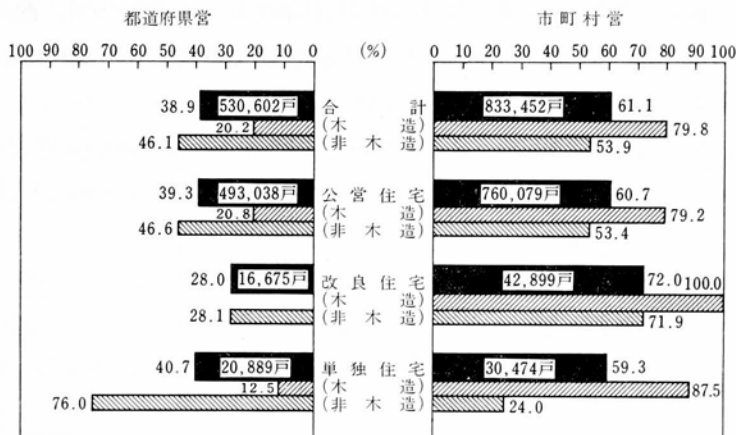 都道府県営 市町村営
100 90 80 70 60 50 40 30 20 10 0 (%) 0 10 20 30 40 50 60 70 80 90 100
38.9 530,602戸 合計 833,452戸 61.1
20.2 (木造) 79.8
46.1 (非木造) 53.9
39.3 493,038戸 公営住宅 760,079戸 60.7
20.8 (木造) 79.2
46.6 (非木造) 53.4
28.0 16,675戸 改良住宅 42,899戸 72.0
(木造) 100.0
28.1 (非木造) 71.9
40.7 20,889戸 単独住宅 30,474戸 59.3
12.5 (木造) 87.5
76.0 (非木造) 24.0